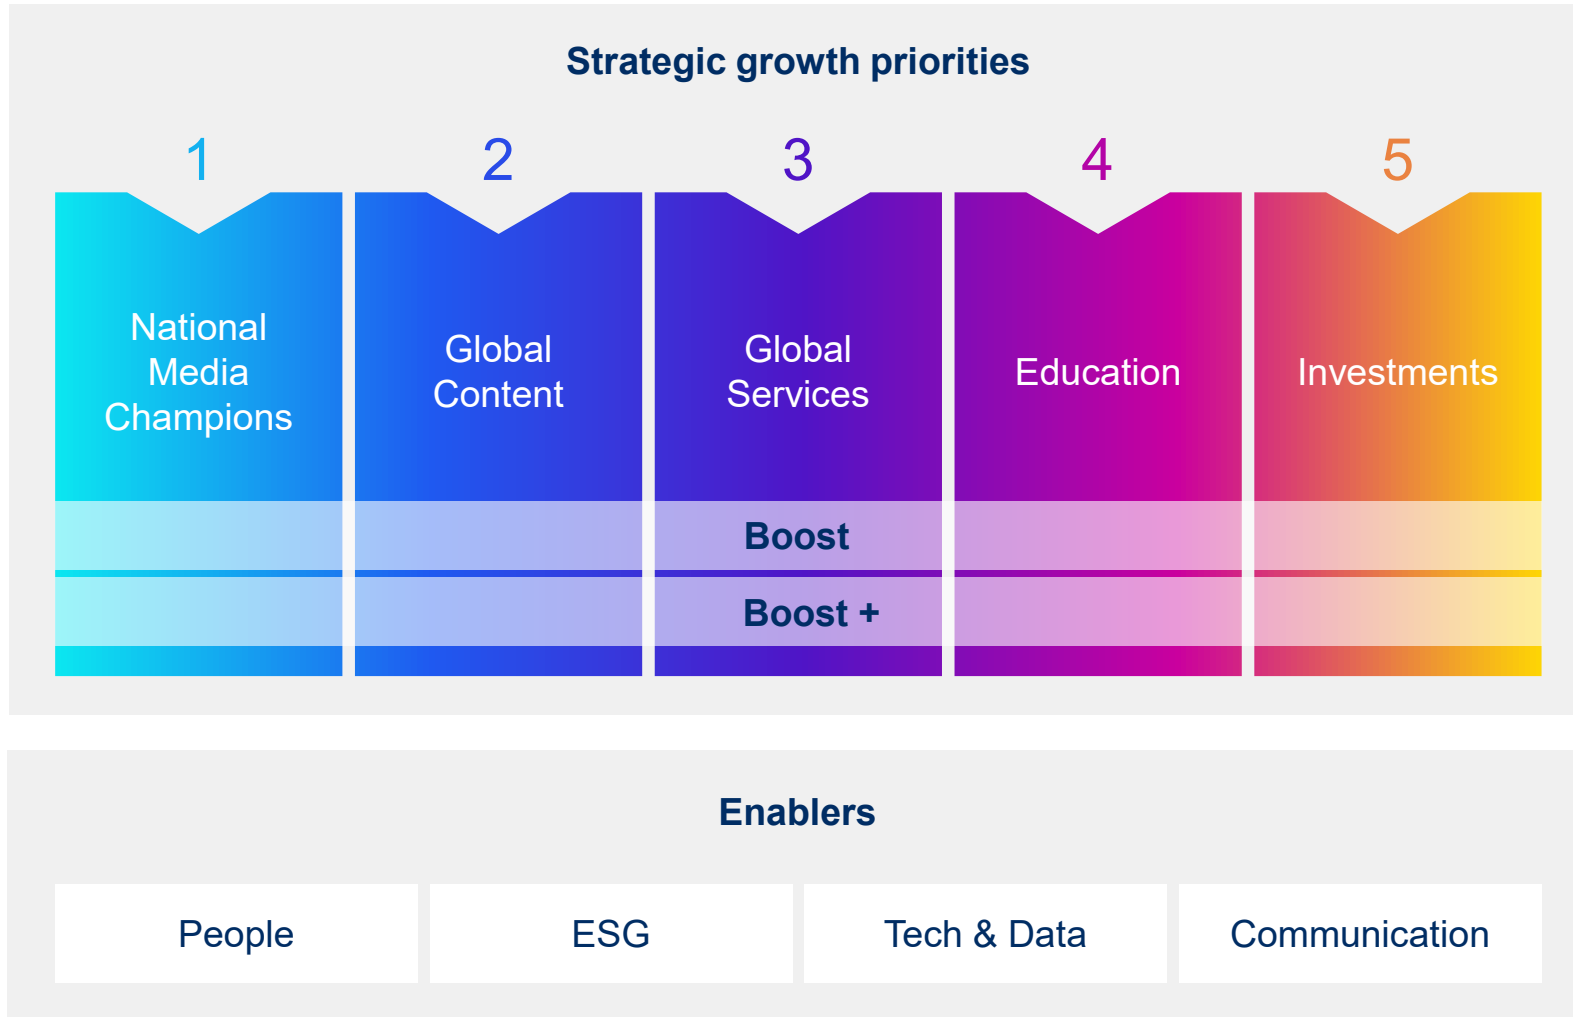 Strategic growth priorities
1
2
3
4
5
National
Media
Champions
Global
Content
Global
Services
Education
Investments
Boost
Boost +
Enablers
People
ESG
Tech & Data
Communication